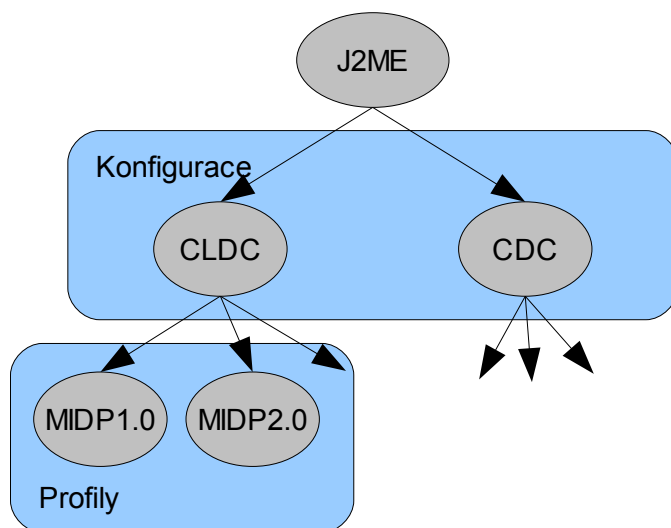 J2ME
Konfigurace
CLDC
CDC
MIDP1.0
MIDP2.0
Profily